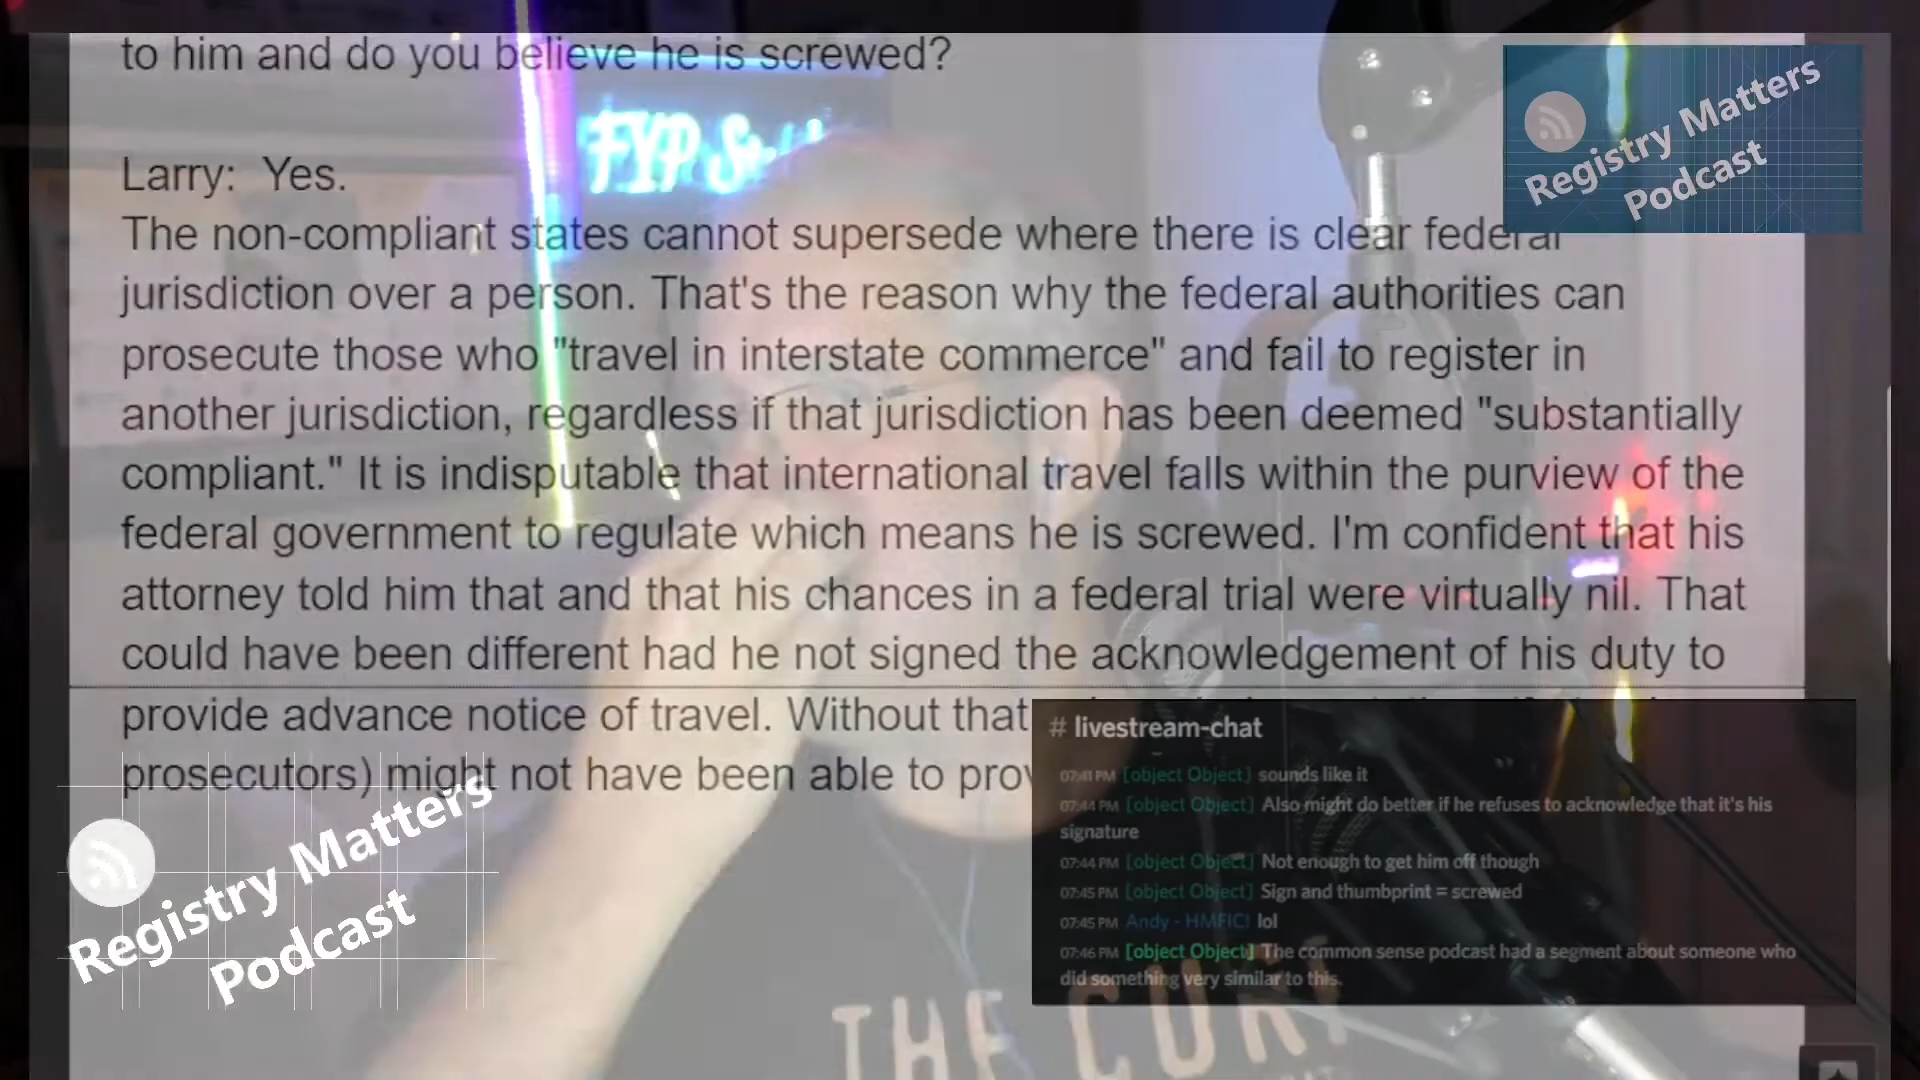 to him and do you believe he is screwed?
FYP
Registry Matters
Podcast
Larry: Yes.
The non-compliant states cannot supersede where there is clear federal
jurisdiction over a person. That's the reason why the federal authorities can
prosecute those who "travel in interstate commerce" and fail to register in
another jurisdiction, regardless if that jurisdiction has been deemed "substantially
compliant." It is indisputable that international travel falls within the purview of the
federal government to regulate which means he is screwed. I'm confident that his
attorney told him that and that his chances in a federal trial were virtually nil. That
could have been different had he not signed the acknowledgement of his duty to
provide advance notice of travel. Without that
prosecutors) might not have been able to
# livestream-chat
07:41 PM [object Object] sounds like it
07:44 PM [object Object] Also might do better if he refuses to acknowledge that it's his
signature
07:44 PM [object Object] Not enough to get him off though
07:45 PM [object Object] Sign and thumbprint = screwed
07:45 PM Andy - HMFIC! lol
07:46 PM [object Object] The common sense podcast had a segment about someone who
did something very similar to this.
Registry Matters
Podcast
THE